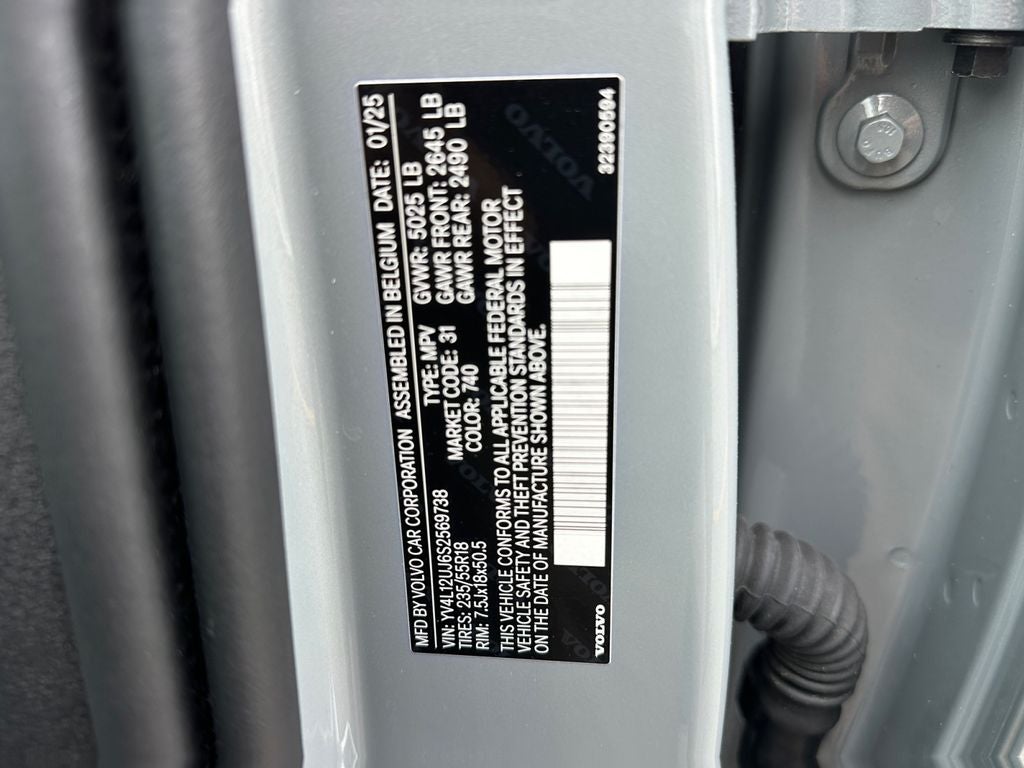 MFD BY VOLVO CAR CORPORATION ASSEMBLED IN BELGIUM DATE: 01/25
VIN: YV4L12UJ6S2569738 TYPE: MPV GVWR: 5025 LB
TIRES: 235/55R18 MARKET CODE: 31 GAWR FRONT: 2645 LB
RIM: 7.5Jx18x50.5 COLOR: 740 GAWR REAR: 2490 LB
THIS VEHICLE CONFORMS TO ALL APPLICABLE FEDERAL MOTOR
VEHICLE SAFETY AND THEFT PREVENTION STANDARDS IN EFFECT
ON THE DATE OF MANUFACTURE SHOWN ABOVE.
VOLVO 32390594